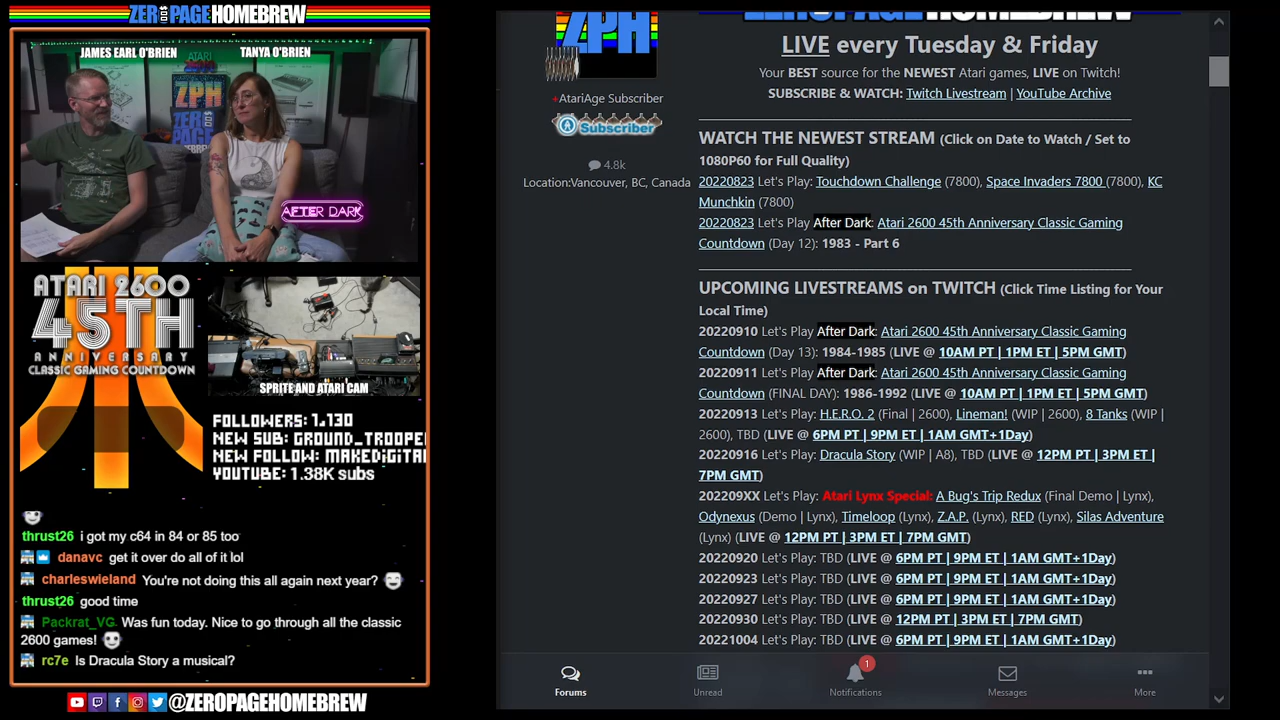 ZEROPAGE HOMEBREW
JAMES EARL O'BRIEN
TANYA O'BRIEN
ATARI
ZPH
AFTER DARK
ATARI 2600
45TH
ANNIVERSARY
CLASSIC GAMING COUNTDOWN
SPRITE AND ATARI CAM
FOLLOWERS: 1,130
NEW SUB: GROUND_TROOPE
NEW FOLLOW: MAKEDIGITA
YOUTUBE: 1.38K subs
thrust26 i got my c64 in 84 or 85 too
danavc get it over do all of it lol
charleswieland You're not doing this all again next year?
thrust26 good time
Packrat_VG Was fun today. Nice to go through all the classic
2600 games!
rc7e Is Dracula Story a musical?
@ZEROPAGEHOMEBREW
ZPH
+AtariAge Subscriber
Subscriber
4.8k
Location:Vancouver, BC, Canada
ZEROPAGE HOMEBREW
LIVE every Tuesday & Friday
Your BEST source for the NEWEST Atari games, LIVE on Twitch!
SUBSCRIBE & WATCH: Twitch Livestream | YouTube Archive
WATCH THE NEWEST STREAM (Click on Date to Watch / Set to
1080P60 for Full Quality)
20220823 Let's Play: Touchdown Challenge (7800), Space Invaders 7800 (7800), KC
Munchkin (7800)
20220823 Let's Play After Dark: Atari 2600 45th Anniversary Classic Gaming
Countdown (Day 12): 1983 - Part 6
UPCOMING LIVESTREAMS on TWITCH (Click Time Listing for Your
Local Time)
20220910 Let's Play After Dark: Atari 2600 45th Anniversary Classic Gaming
Countdown (Day 13): 1984-1985 (LIVE @ 10AM PT | 1PM ET | 5PM GMT)
20220911 Let's Play After Dark: Atari 2600 45th Anniversary Classic Gaming
Countdown (FINAL DAY): 1986-1992 (LIVE @ 10AM PT | 1PM ET | 5PM GMT)
20220913 Let's Play: H.E.R.O. 2 (Final | 2600), Lineman! (WIP | 2600), 8 Tanks (WIP |
2600), TBD (LIVE @ 6PM PT | 9PM ET | 1AM GMT+1Day)
20220916 Let's Play: Dracula Story (WIP | A8), TBD (LIVE @ 12PM PT | 3PM ET |
7PM GMT)
202209XX Let's Play: Atari Lynx Special: A Bug's Trip Redux (Final Demo | Lynx),
Odynexus (Demo | Lynx), Timeloop (Lynx), Z.A.P. (Lynx), RED (Lynx), Silas Adventure
(Lynx) (LIVE @ 12PM PT | 3PM ET | 7PM GMT)
20220920 Let's Play: TBD (LIVE @ 6PM PT | 9PM ET | 1AM GMT+1Day)
20220923 Let's Play: TBD (LIVE @ 6PM PT | 9PM ET | 1AM GMT+1Day)
20220927 Let's Play: TBD (LIVE @ 6PM PT | 9PM ET | 1AM GMT+1Day)
20220930 Let's Play: TBD (LIVE @ 12PM PT | 3PM ET | 7PM GMT)
20221004 Let's Play: TBD (LIVE @ 6PM PT | 9PM ET | 1AM GMT+1Day)
1
Forums
Unread
Notifications
Messages
More